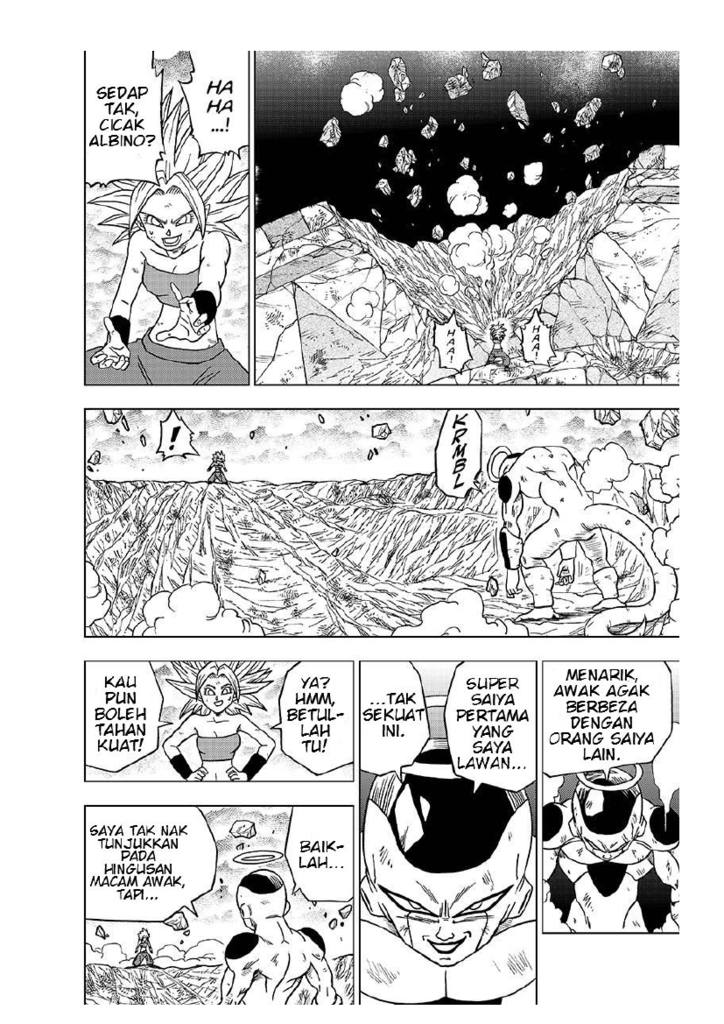 HA
HA
...!
SEDAP
TAK,
CICAK
ALBINO?
HAA!
HAA!
KRMBL
!
MENARIK,
AWAK AGAK
BERBEZA
DENGAN
ORANG SAIYA
LAIN.
SUPER
SAIYA
PERTAMA
YANG
SAYA
LAWAN...
...TAK
SEKUAT
INI.
YA?
HMM,
BETUL-
LAH
TU!
KAU
PUN
BOLEH
TAHAN
KUAT!
BAIK-
LAH...
SAYA TAK NAK
TUNJUKKAN
PADA
HINGUSAN
MACAM AWAK,
TAPI...